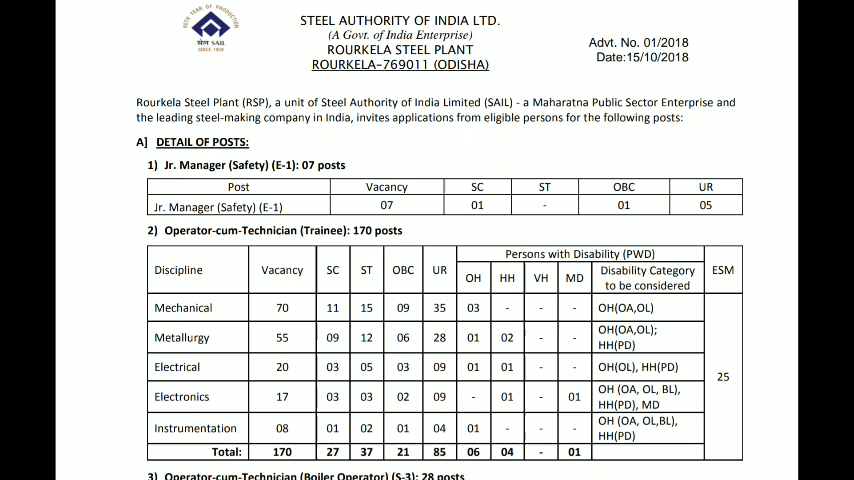 60TH YEAR OF PRODUCTION
सेल SAIL
SINCE 1959
STEEL AUTHORITY OF INDIA LTD.
(A Govt. of India Enterprise)
ROURKELA STEEL PLANT
ROURKELA-769011 (ODISHA)
Advt. No. 01/2018
Date:15/10/2018
Rourkela Steel Plant (RSP), a unit of Steel Authority of India Limited (SAIL) - a Maharatna Public Sector Enterprise and
the leading steel-making company in India, invites applications from eligible persons for the following posts:
A] DETAIL OF POSTS:
1) Jr. Manager (Safety) (E-1): 07 posts
Post Vacancy SC ST OBC UR
Jr. Manager (Safety) (E-1) 07 01 - 01 05
2) Operator-cum-Technician (Trainee): 170 posts
Discipline Vacancy SC ST OBC UR Persons with Disability (PWD) ESM
OH HH VH MD Disability Category
to be considered
Mechanical 70 11 15 09 35 03 - - - OH(OA,OL)
Metallurgy 55 09 12 06 28 01 02 - - OH(OA,OL);
HH(PD)
Electrical 20 03 05 03 09 01 01 - - OH(OL), HH(PD)
25
Electronics 17 03 03 02 09 - 01 - 01 OH (OA, OL, BL),
HH(PD), MD
Instrumentation 08 01 02 01 04 01 - - - OH (OA, OL,BL),
HH(PD)
Total: 170 27 37 21 85 06 04 - 01
3) Operator-cum-Technician (Boiler Operator) (S-3): 28 posts